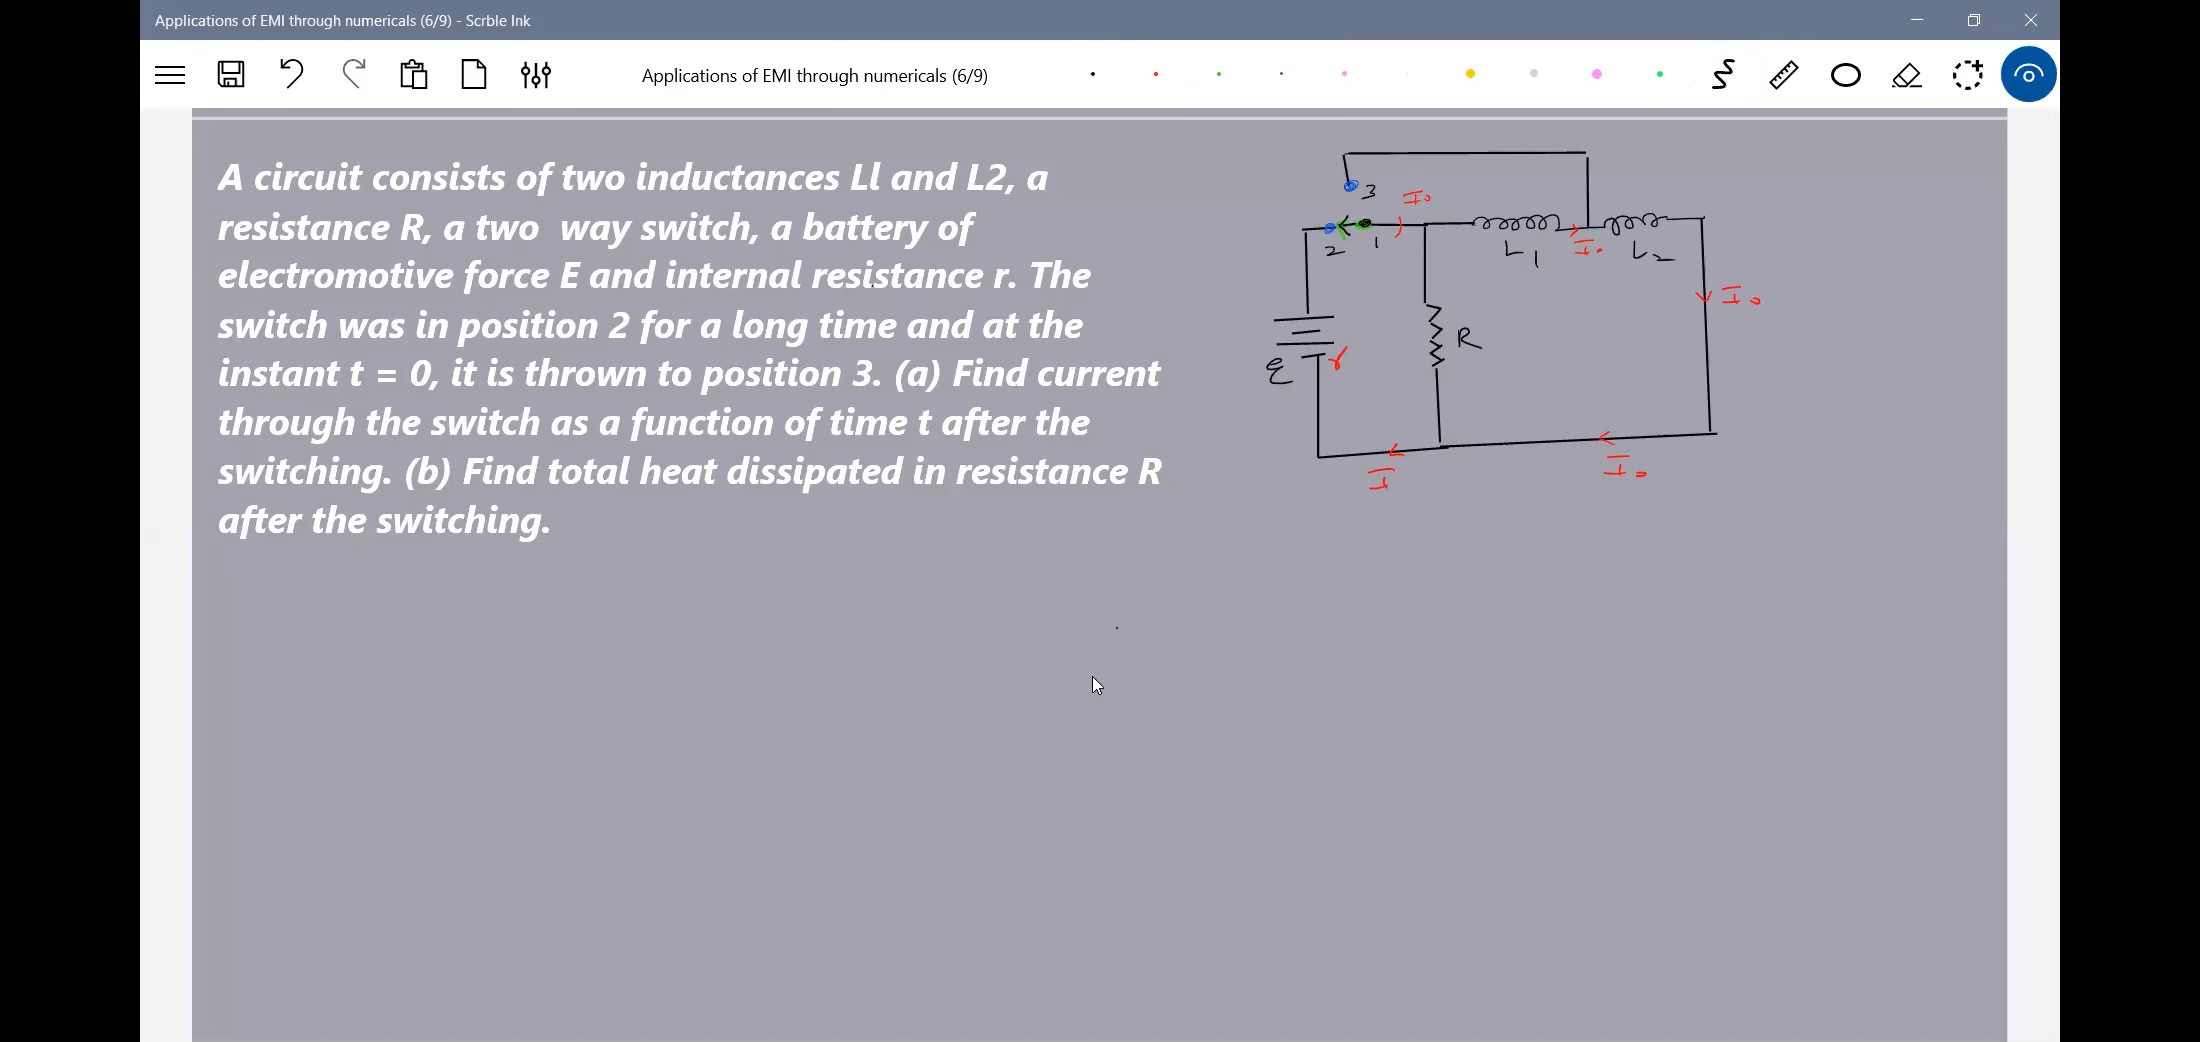 Applications of EMI through numericals (6/9) - Scrble Ink
Applications of EMI through numericals (6/9)
A circuit consists of two inductances Ll and L2, a
resistance R, a two way switch, a battery of
electromotive force E and internal resistance r. The
switch was in position 2 for a long time and at the
instant t = 0, it is thrown to position 3. (a) Find current
through the switch as a function of time t after the
switching. (b) Find total heat dissipated in resistance R
after the switching.
3
I0
2
1
L1
I0
L2
I0
R
r
I
I0